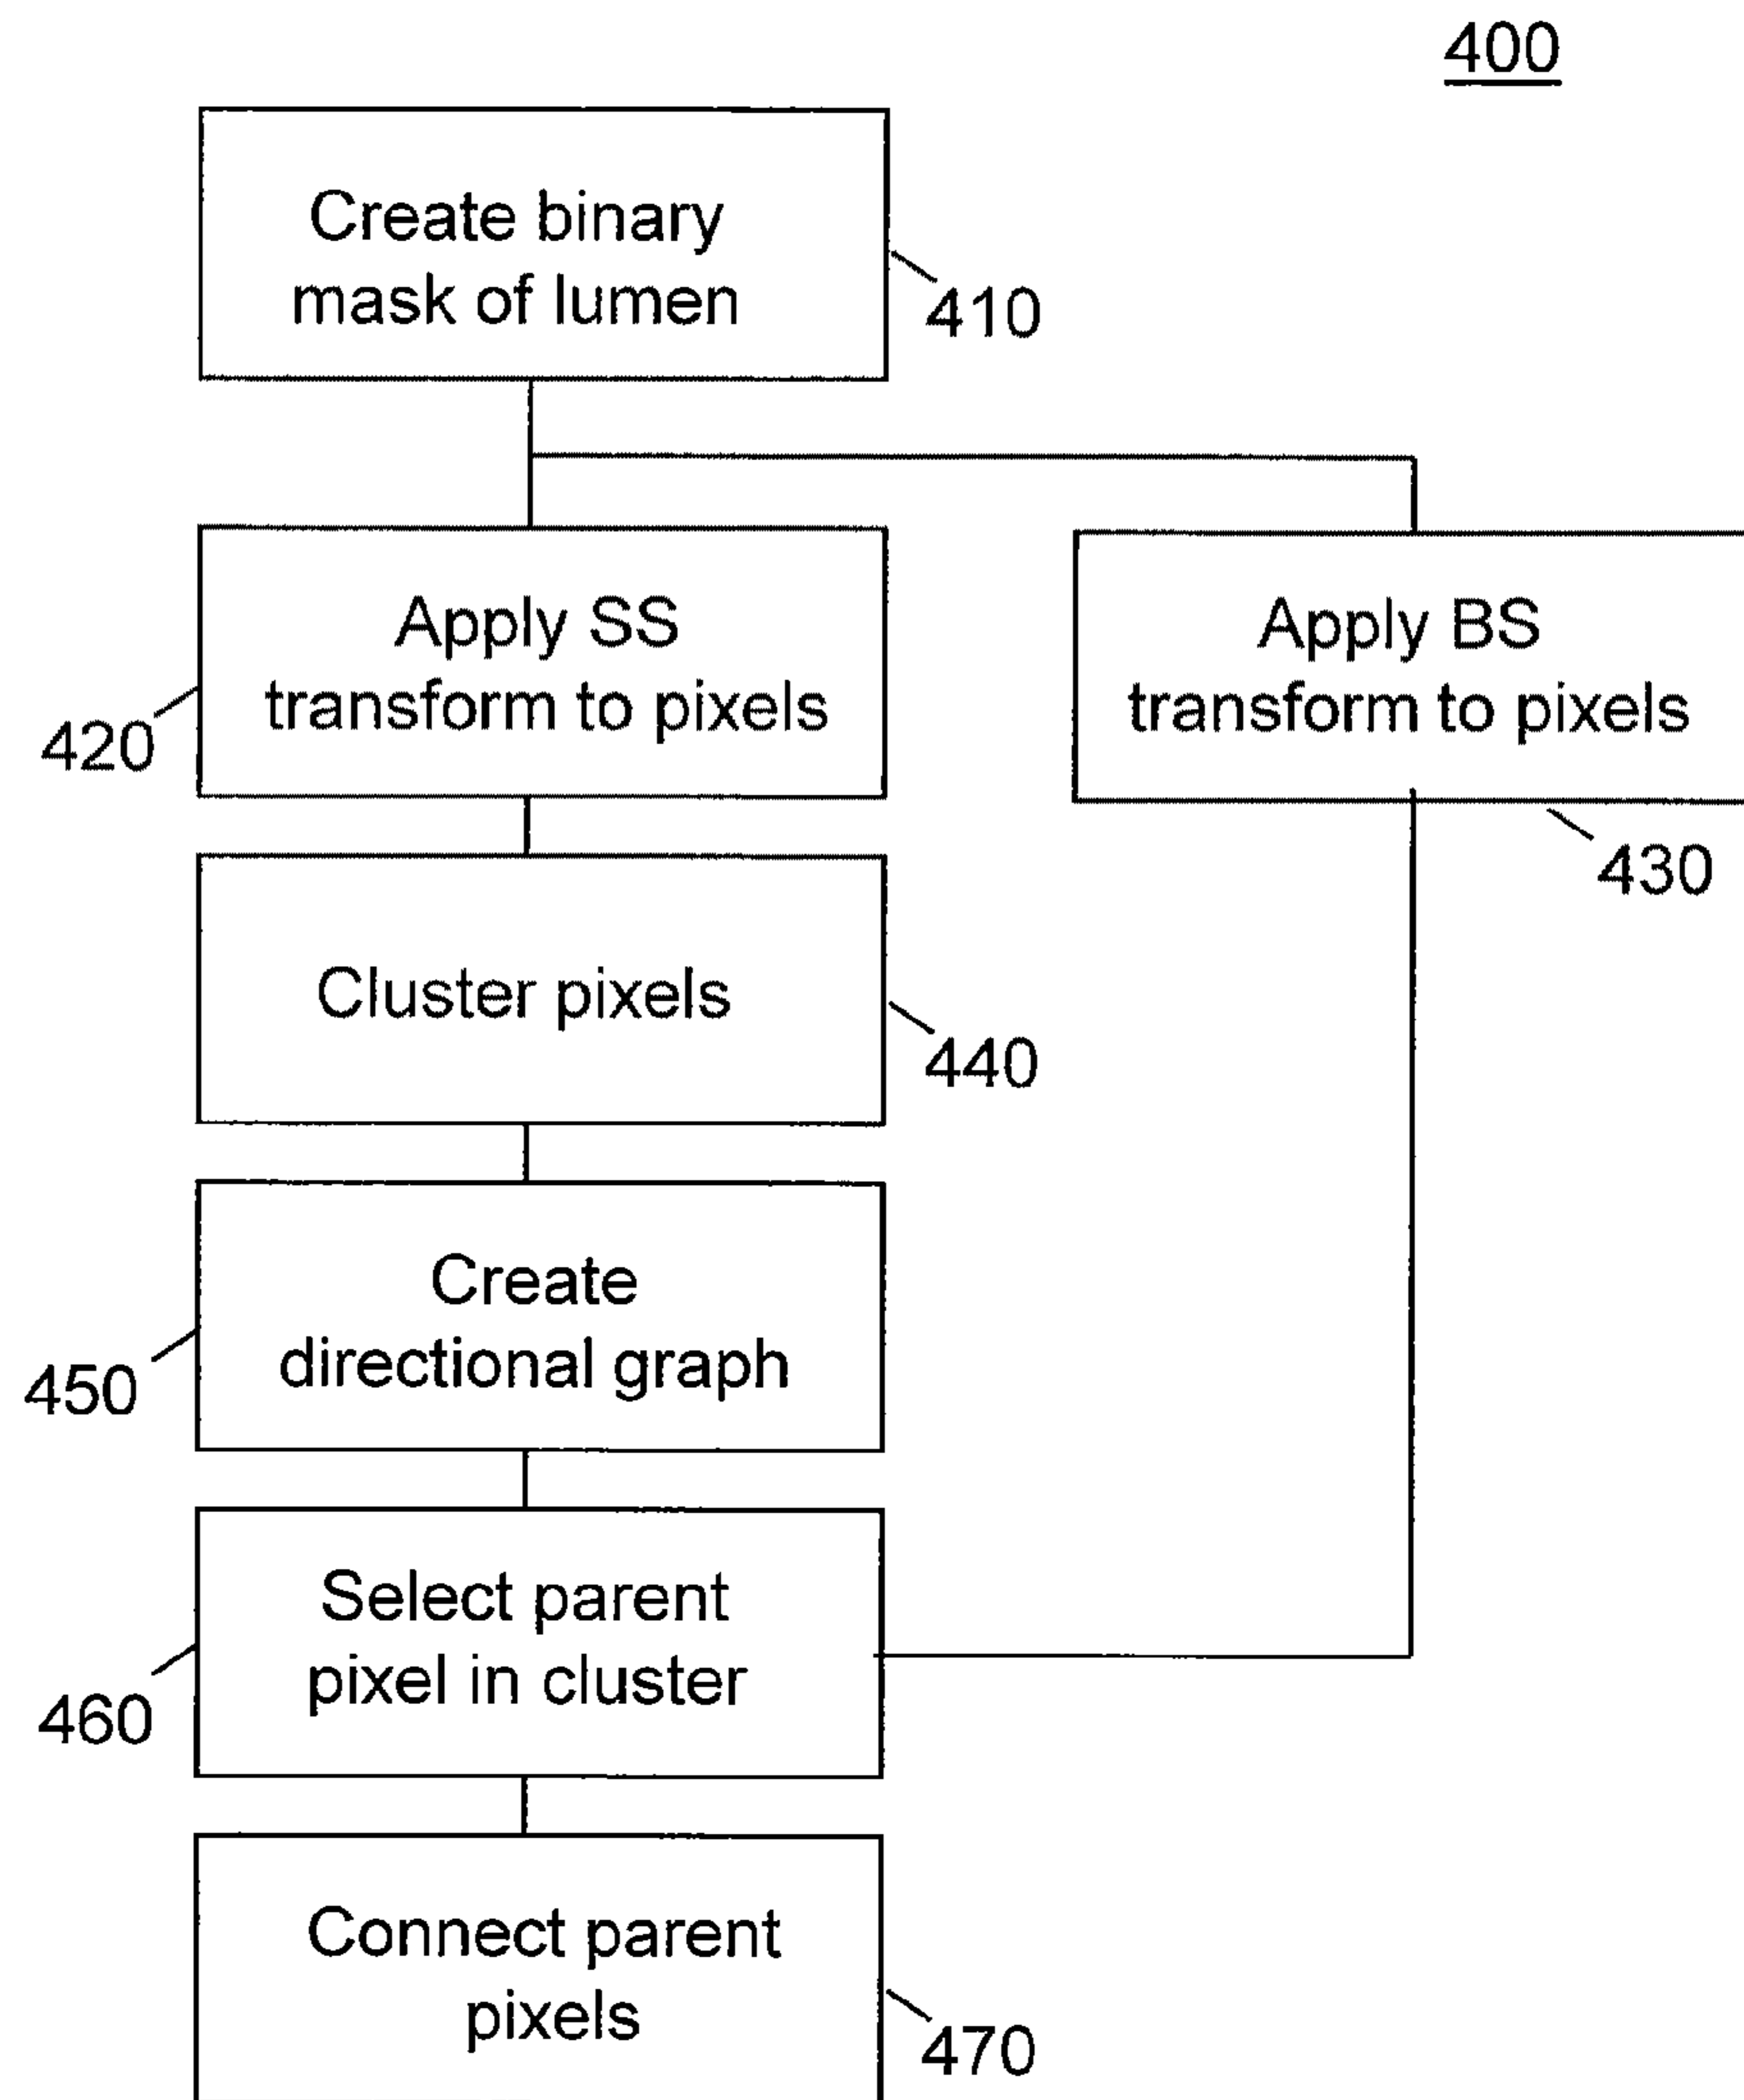 400
Create binary
mask of lumen
410
Apply SS
transform to pixels
420
Apply BS
transform to pixels
430
Cluster pixels
440
Create
directional graph
450
Select parent
pixel in cluster
460
Connect parent
pixels
470